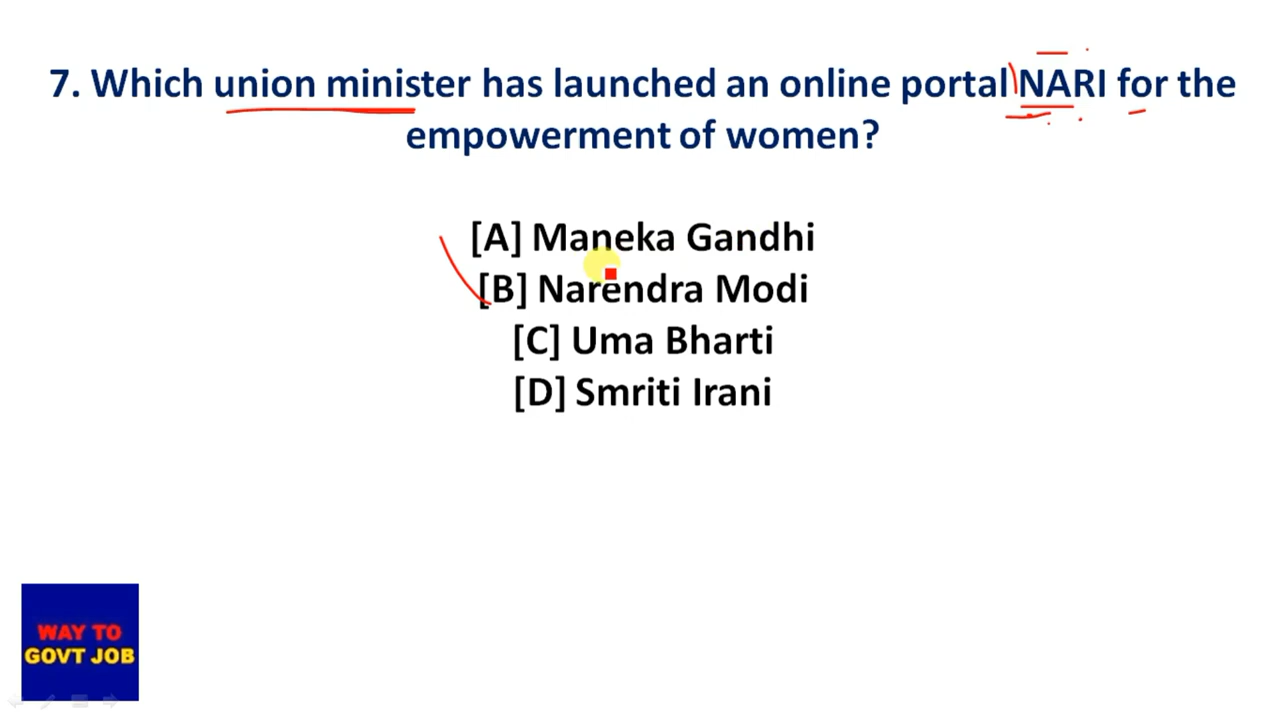 7. Which union minister has launched an online portal NARI for the
empowerment of women?
[A] Maneka Gandhi
[B] Narendra Modi
[C] Uma Bharti
[D] Smriti Irani
WAY TO
GOVT JOB